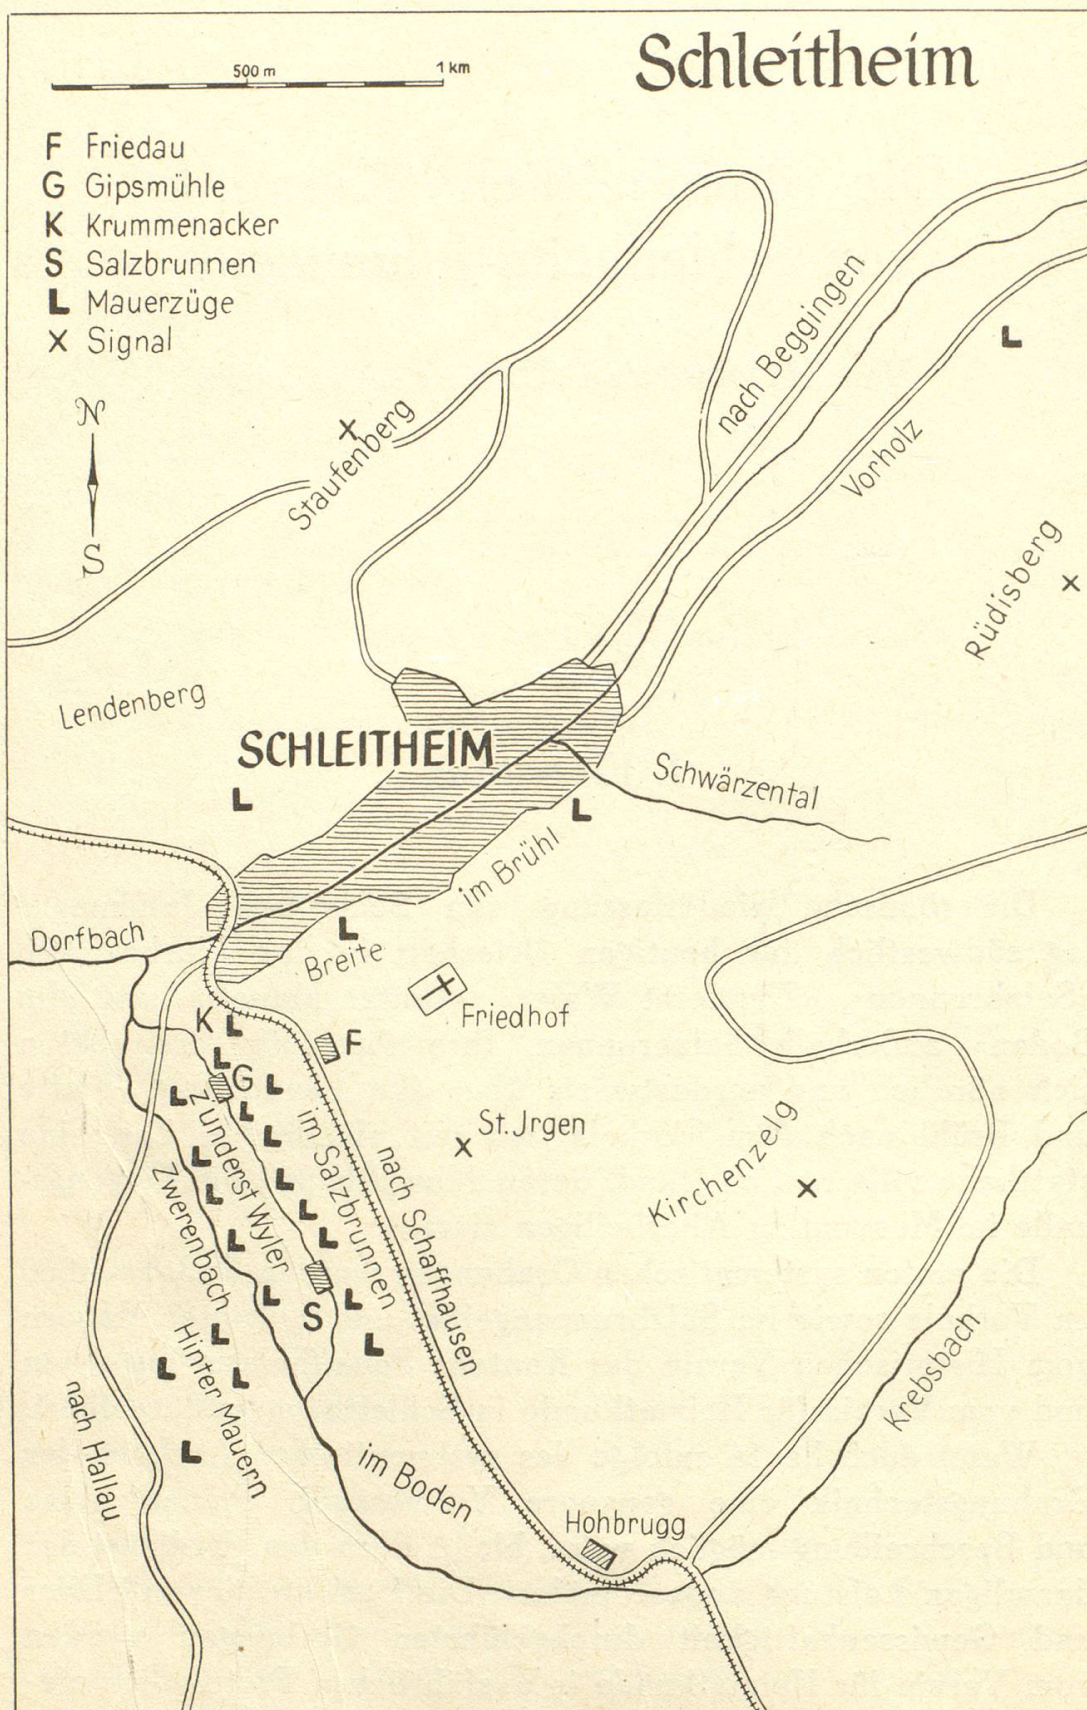 Schleitheim
500 m 1 km
F Friedau
G Gipsmühle
K Krummenacker
S Salzbrunnen
L Mauerzüge
X Signal
N
S
nach Beggingen
Staufenberg
Vorholz
Rüdisberg
Lendenberg
SCHLEITHEIM
Schwärzental
im Brühl
Dorfbach
Breite
Friedhof
K
F
G
St. Jrgen
Z'underst Wyler
im Salzbrunnen
nach Schaffhausen
Kirchenzelg
Zwerenbach
S
Hinter Mauern
nach Hallau
Krebsbach
im Boden
Hohbrugg